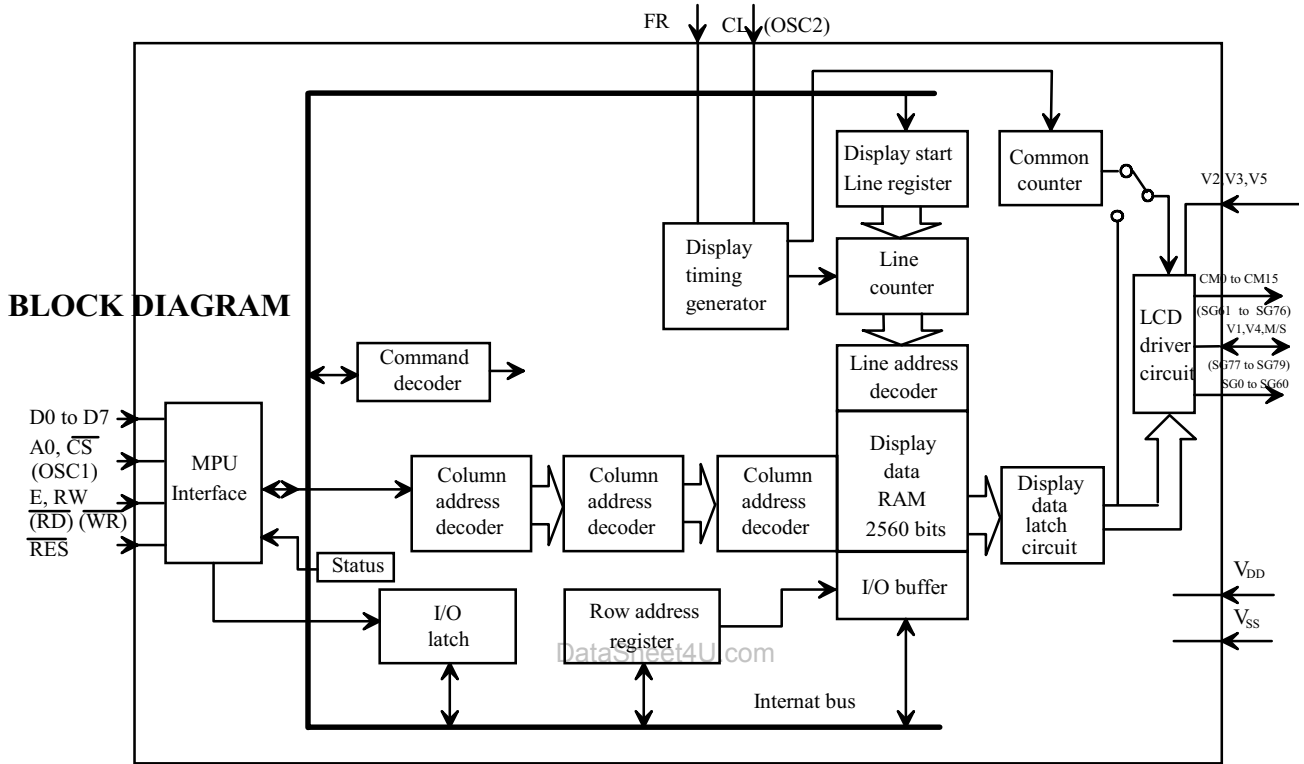 FR
CL (OSC2)
Display start
Line register
Common
counter
V2,V3,V5
Display
timing
generator
Line
counter
BLOCK DIAGRAM
CM0 to CM15
(SG61 to SG76)
V1,V4,M/S
(SG77 to SG79)
SG0 to SG60
LCD
driver
circuit
Command
decoder
Line address
decoder
D0 to D7
A0, C̅S̅
(OSC1)
E, RW
(R̅D̅) (W̅R̅)
R̅E̅S̅
MPU
Interface
Column
address
decoder
Column
address
decoder
Column
address
decoder
Display
data
RAM
2560 bits
Display
data
latch
circuit
Status
I/O buffer
VDD
VSS
I/O
latch
Row address
register
DataSheet4U.com
Internat bus